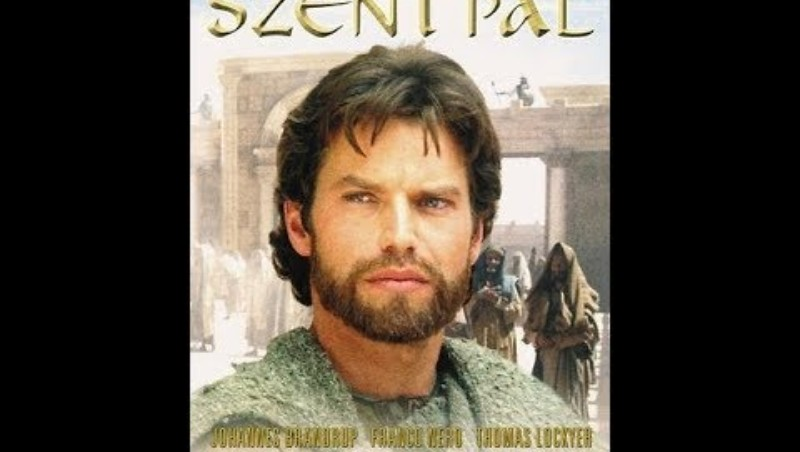 SZENT PÁL
JOHANNES BRANDRUP FRANCO NERO THOMAS LOCKYER